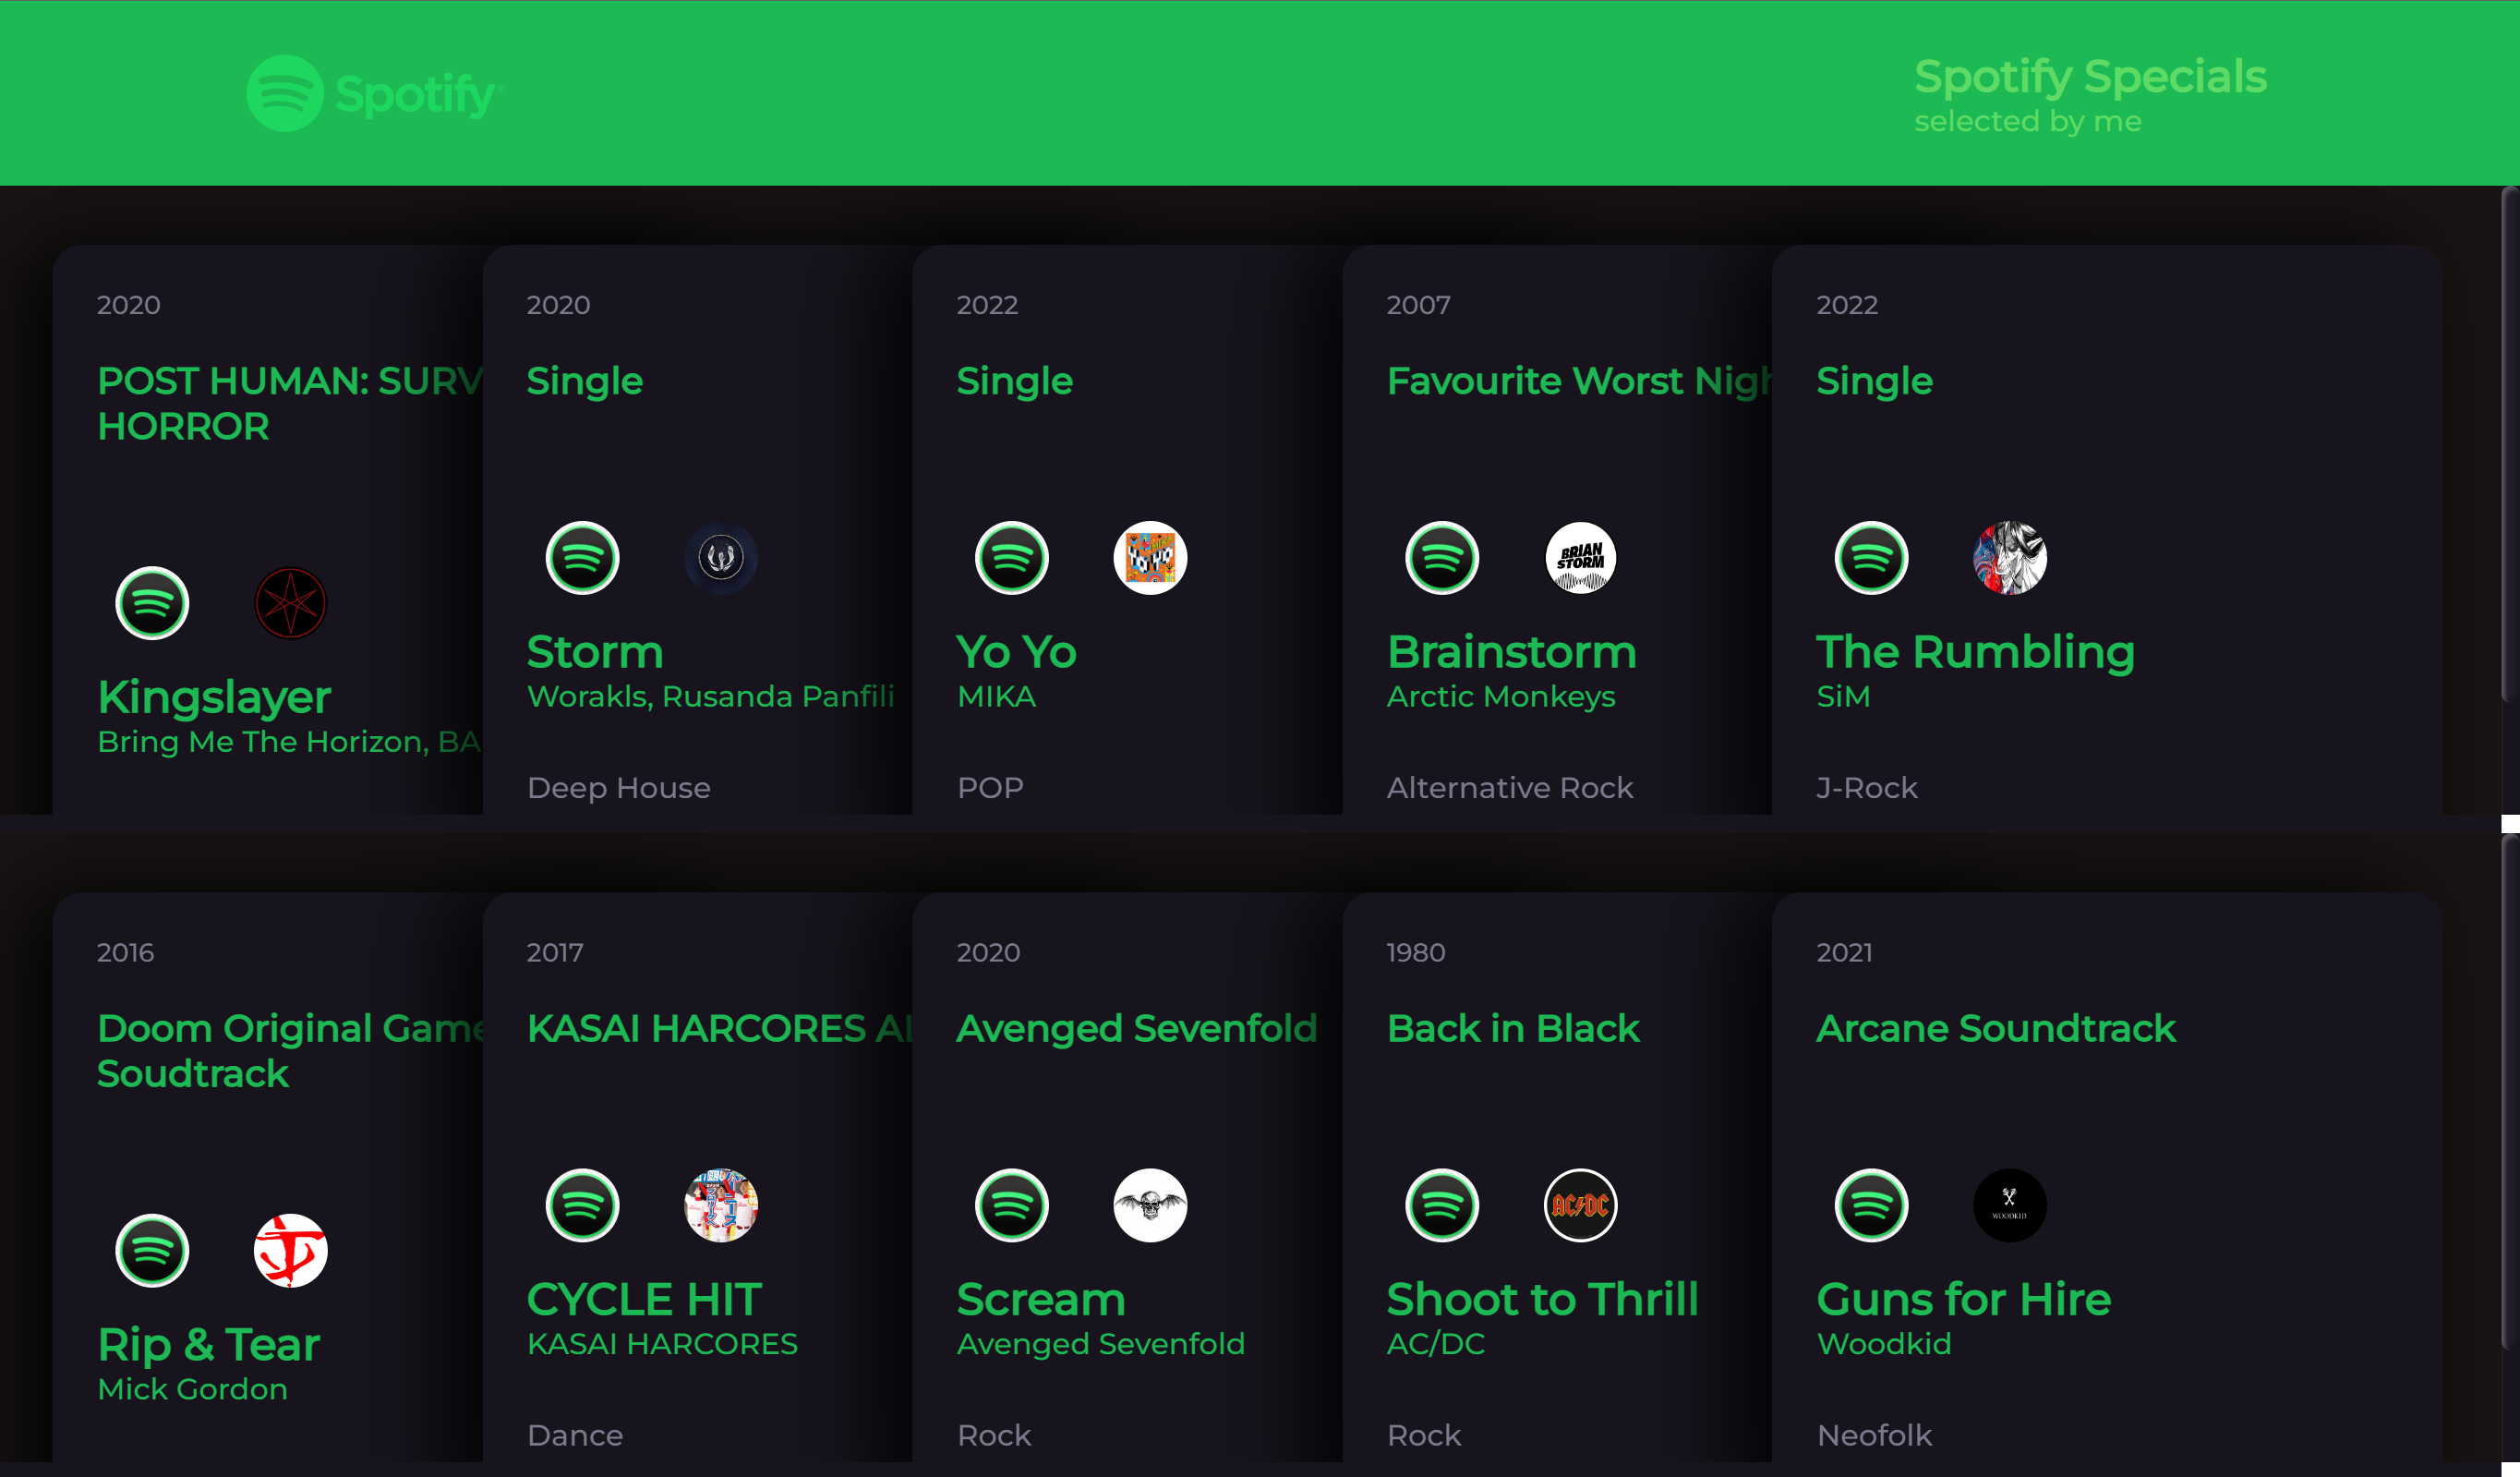 Spotify
Spotify Specials
selected by me
2020
POST HUMAN: SURV
HORROR
Kingslayer
Bring Me The Horizon, BA
2020
Single
Storm
Worakls, Rusanda Panfili
Deep House
2022
Single
YO YO
MIKA
Yo Yo
MIKA
POP
2007
Favourite Worst Nigh
BRIAN
STORM
Brainstorm
Arctic Monkeys
Alternative Rock
2022
Single
The Rumbling
SiM
J-Rock
2016
Doom Original Game
Soudtrack
Rip & Tear
Mick Gordon
2017
KASAI HARCORES AL
CYCLE HIT
KASAI HARCORES
Dance
2020
Avenged Sevenfold
Scream
Avenged Sevenfold
Rock
1980
Back in Black
AC/DC
Shoot to Thrill
AC/DC
Rock
2021
Arcane Soundtrack
WOODKID
Guns for Hire
Woodkid
Neofolk